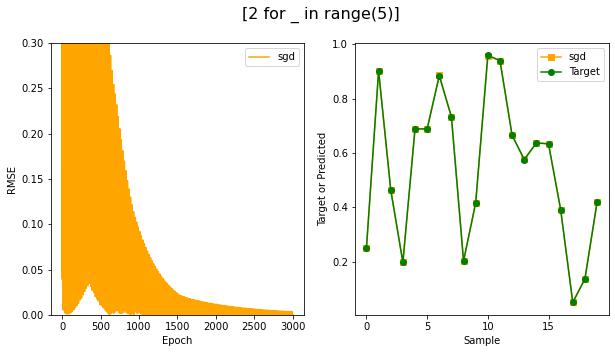 [2 for _ in range(5)]
sgd
0.30
0.25
0.20
0.15
0.10
0.05
0.00
RMSE
0 500 1000 1500 2000 2500 3000
Epoch
sgd
Target
1.0
0.8
0.6
0.4
0.2
Target or Predicted
0 5 10 15
Sample